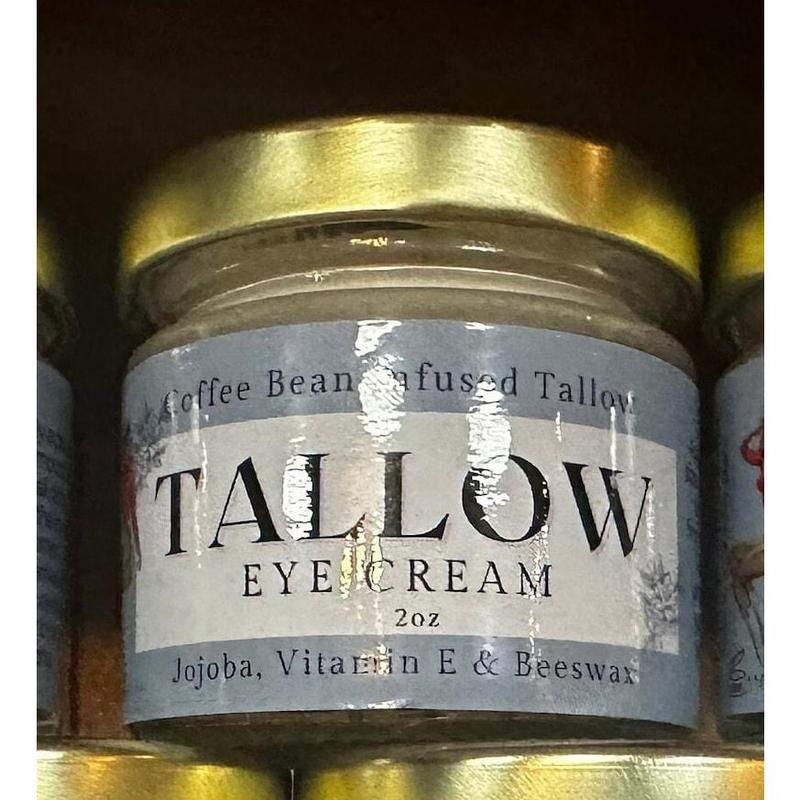 Coffee Bean Infused Tallow
TALLOW
EYE CREAM
2oz
Jojoba, Vitamin E & Beeswax